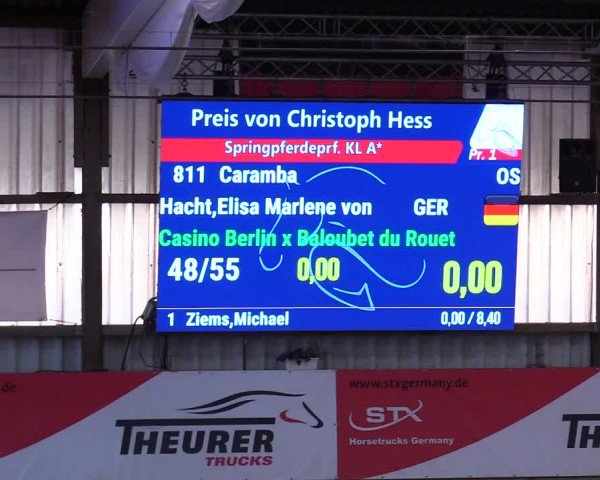 Preis von Christoph Hess
Springpferdeprf. KL A*
Pr. 1
811 Caramba OS
Hacht,Elisa Marlene von GER
Casino Berlin x Baloubet du Rouet
48/55 0,00 0,00
1 Ziems,Michael 0,00 / 8,40
.de
www.stxgermany.de
THEURER
TRUCKS
STX
Horsetrucks Germany
TH